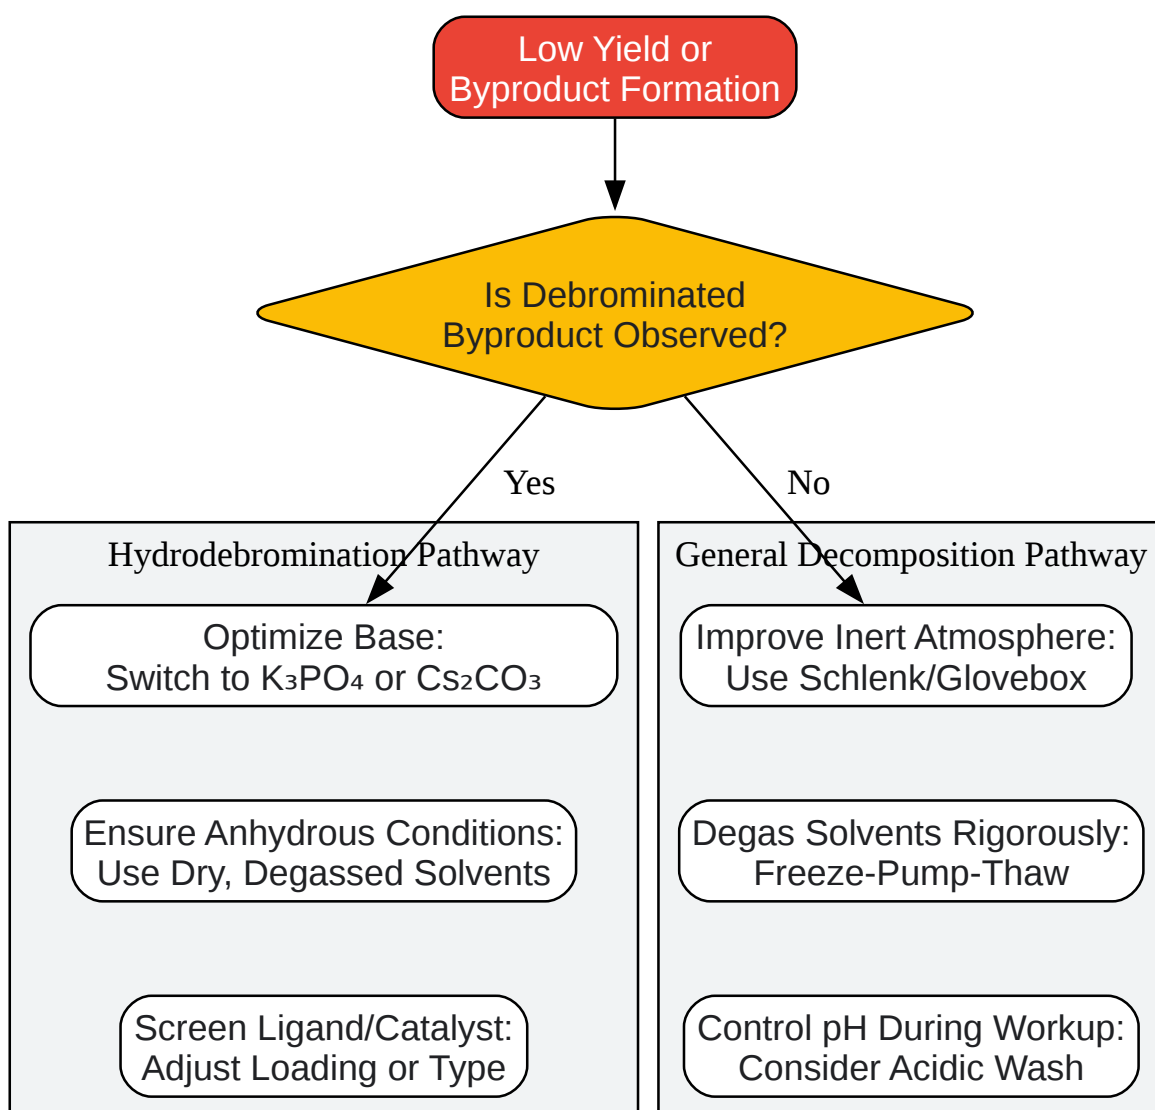 Low Yield or
Byproduct Formation
Is Debrominated
Byproduct Observed?
Yes
No
Hydrodebromination Pathway
Optimize Base:
Switch to K₃PO₄ or Cs₂CO₃
Ensure Anhydrous Conditions:
Use Dry, Degassed Solvents
Screen Ligand/Catalyst:
Adjust Loading or Type
General Decomposition Pathway
Improve Inert Atmosphere:
Use Schlenk/Glovebox
Degas Solvents Rigorously:
Freeze-Pump-Thaw
Control pH During Workup:
Consider Acidic Wash